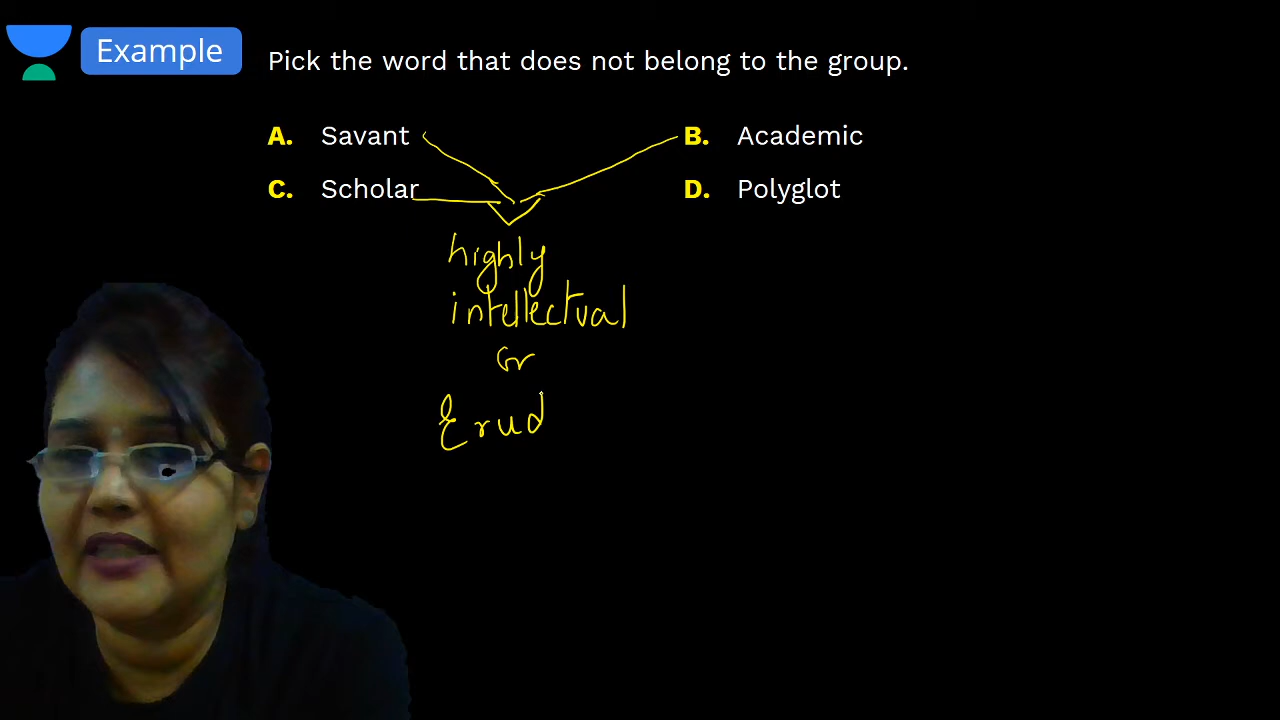 Example
Pick the word that does not belong to the group.
A. Savant
B. Academic
C. Scholar
D. Polyglot
highly
intellectual
or
Erud